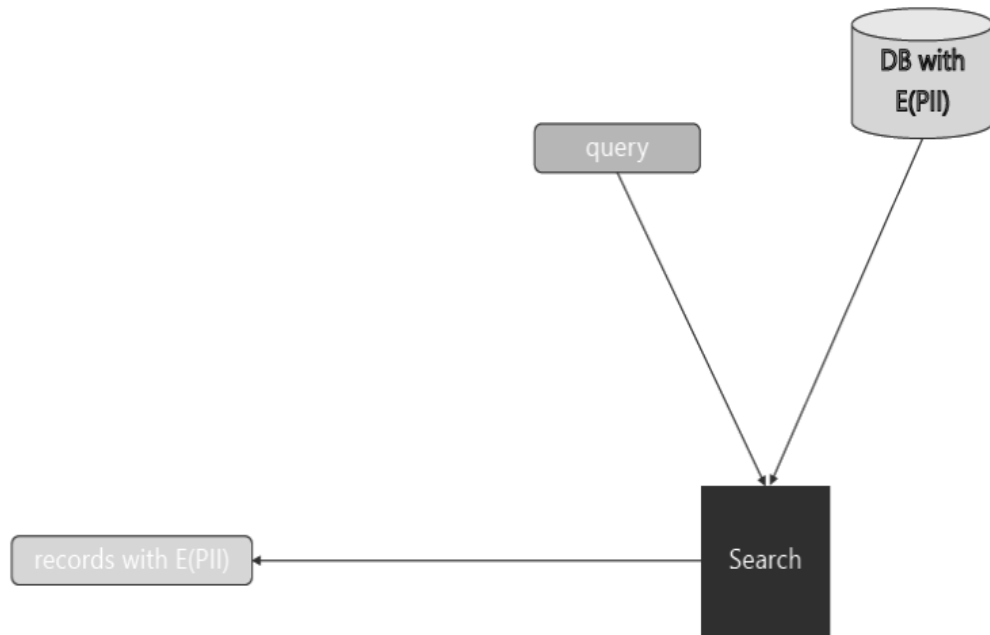 DB with
E(PII)
query
Search
records with E(PII)